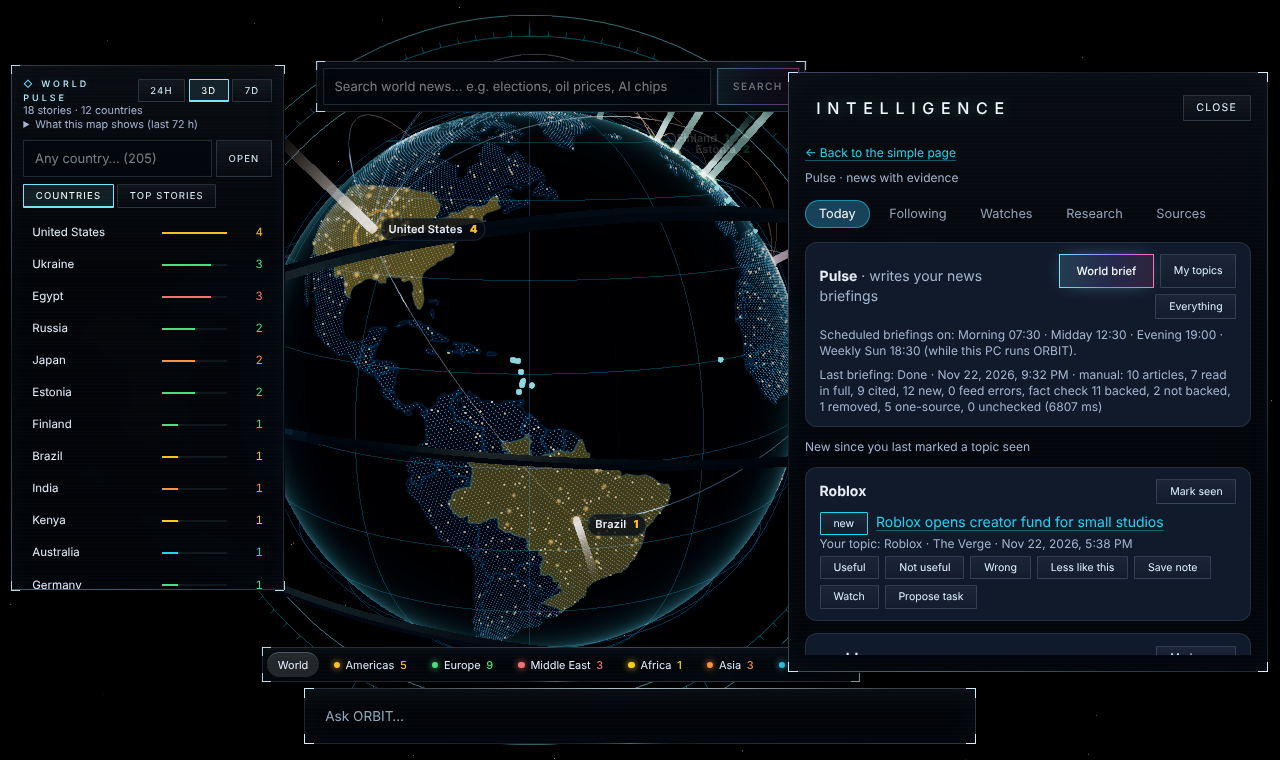 WORLD PULSE
24H
3D
7D
18 stories · 12 countries
▶ What this map shows (last 72 h)
Any country... (205)
OPEN
COUNTRIES
TOP STORIES
United States 4
Ukraine 3
Egypt 3
Russia 2
Japan 2
Estonia 2
Finland 1
Brazil 1
India 1
Kenya 1
Australia 1
Germany 1
Search world news... e.g. elections, oil prices, AI chips
SEARCH
Finland
Estonia 2
United States 4
Brazil 1
World
Americas 5
Europe 9
Middle East 3
Africa 1
Asia 3
Ask ORBIT...
INTELLIGENCE
CLOSE
← Back to the simple page
Pulse · news with evidence
Today
Following
Watches
Research
Sources
Pulse · writes your news
briefings
World brief
My topics
Everything
Scheduled briefings on: Morning 07:30 · Midday 12:30 · Evening 19:00 ·
Weekly Sun 18:30 (while this PC runs ORBIT).
Last briefing: Done · Nov 22, 2026, 9:32 PM · manual: 10 articles, 7 read
in full, 9 cited, 12 new, 0 feed errors, fact check 11 backed, 2 not backed,
1 removed, 5 one-source, 0 unchecked (6807 ms)
New since you last marked a topic seen
Roblox
Mark seen
new
Roblox opens creator fund for small studios
Your topic: Roblox · The Verge · Nov 22, 2026, 5:38 PM
Useful
Not useful
Wrong
Less like this
Save note
Watch
Propose task